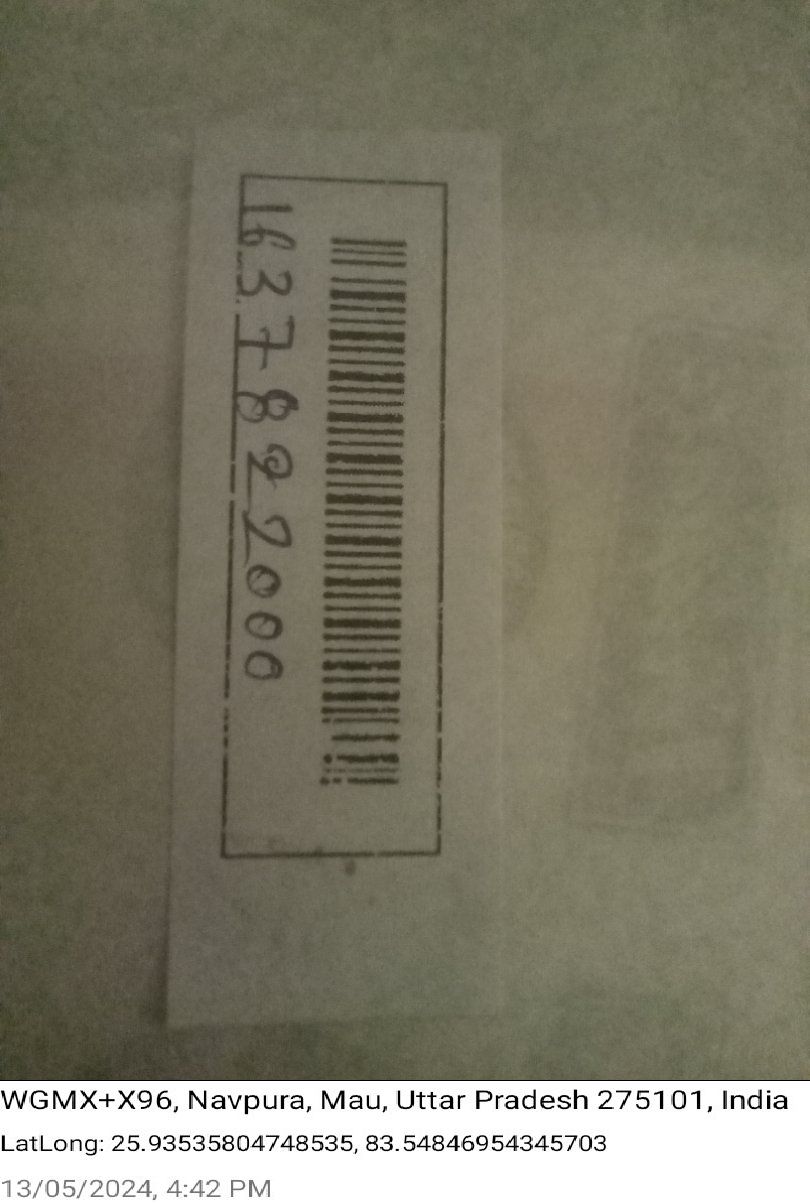 1637822000
WGMX+X96, Navpura, Mau, Uttar Pradesh 275101, India
LatLong: 25.93535804748535, 83.54846954345703
13/05/2024, 4:42 PM